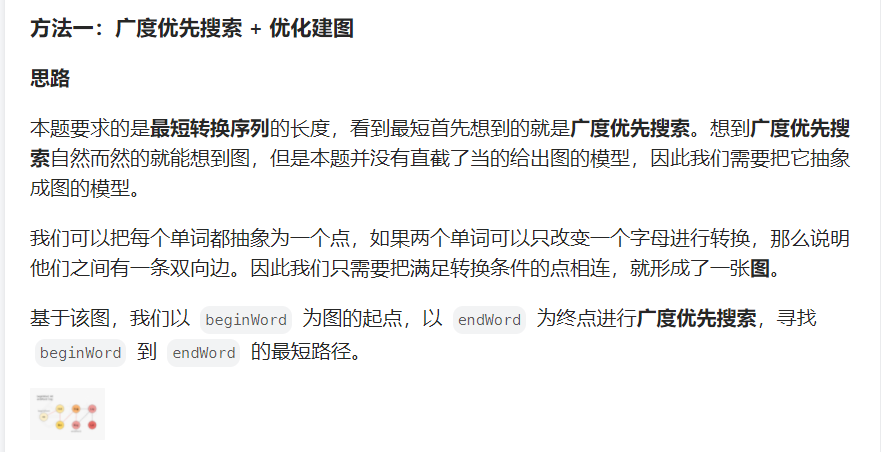 方法一：广度优先搜索 + 优化建图
思路
本题要求的是最短转换序列的长度，看到最短首先想到的就是广度优先搜索。想到广度优先搜
索自然而然的就能想到图，但是本题并没有直截了当的给出图的模型，因此我们需要把它抽象
成图的模型。
我们可以把每个单词都抽象为一个点，如果两个单词可以只改变一个字母进行转换，那么说明
他们之间有一条双向边。因此我们只需要把满足转换条件的点相连，就形成了一张图。
基于该图，我们以 beginWord 为图的起点，以 endWord 为终点进行广度优先搜索，寻找
beginWord 到 endWord 的最短路径。